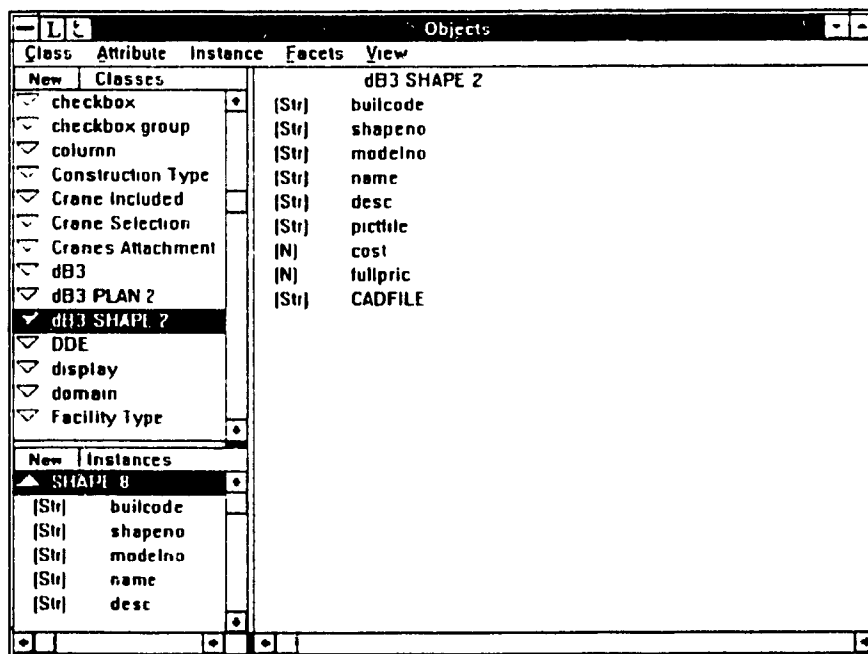 L Objects
Class Attribute Instance Facets View
New Classes
checkbox
checkbox group
column
Construction Type
Crane Included
Crane Selection
Cranes Attachment
dB3
dB3 PLAN 2
dB3 SHAPE 2
DDE
display
domain
Facility Type
New Instances
SHAPE 8
[Str] builcode
[Str] shapeno
[Str] modelno
[Str] name
[Str] desc
dB3 SHAPE 2
[Str] builcode
[Str] shapeno
[Str] modelno
[Str] name
[Str] desc
[Str] pictfile
[N] cost
[N] fullpric
[Str] CADFILE